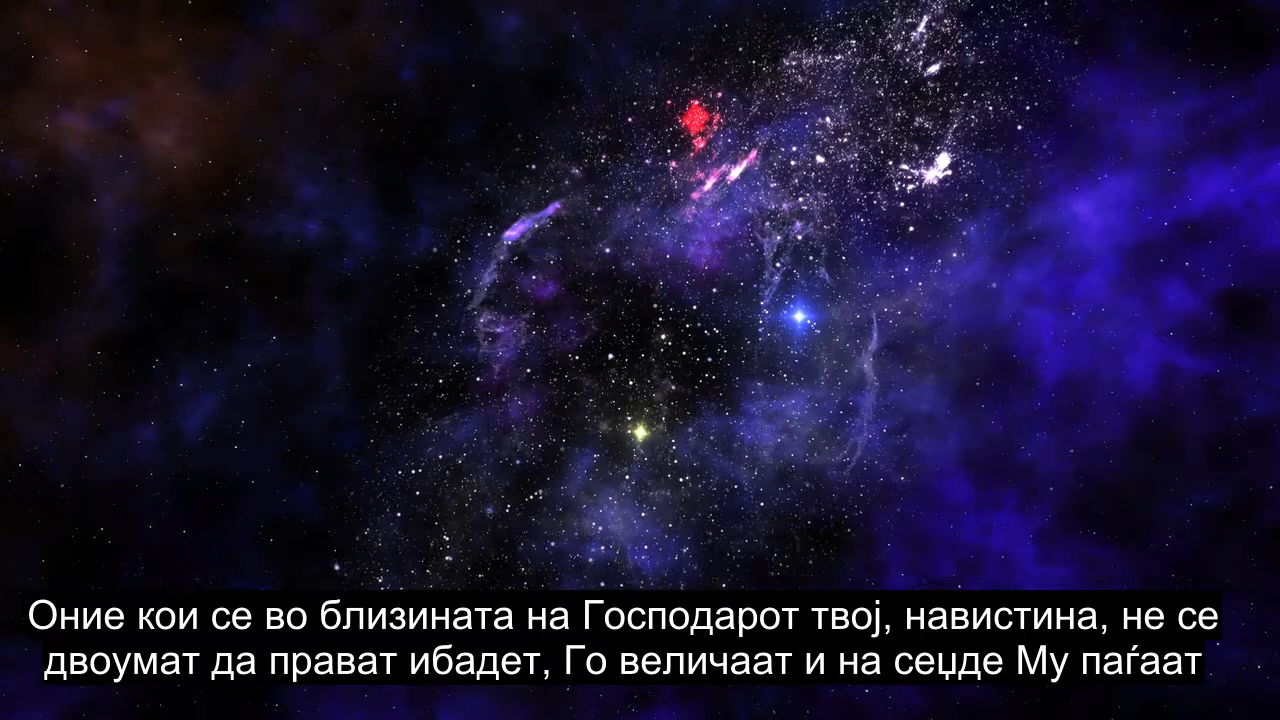 Оние кои се во близината на Господарот твој, навистина, не се
двоумат да прават ибадет, Го величаат и на сеџде Му паѓаат